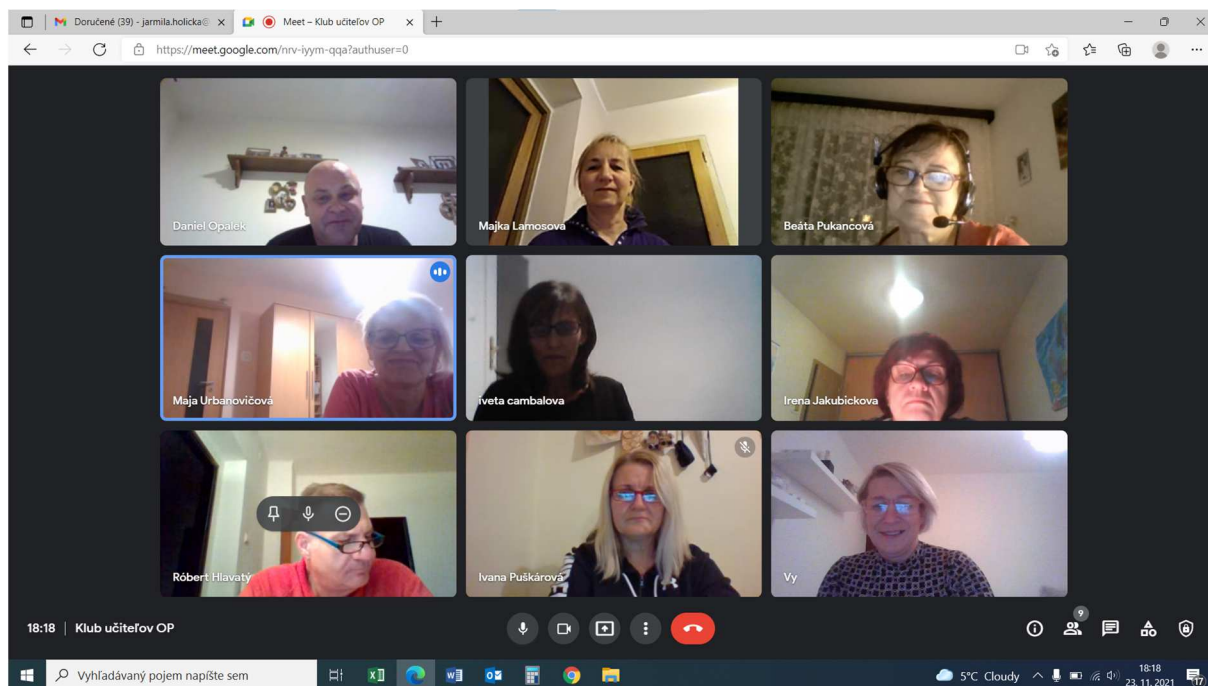 Doručené (39) - jarmila.holicka@
Meet – Klub učiteľov OP
https://meet.google.com/nrv-iyym-qqa?authuser=0
Daniel Opalek
Majka Lamosova
Beáta Pukancová
Maja Urbanovičová
iveta cambalova
Irena Jakubickova
Róbert Hlavatý
Ivana Puškárová
Vy
18:18 | Klub učiteľov OP
9
Vyhľadávaný pojem napíšte sem
5°C Cloudy
18:18
23. 11. 2021
17